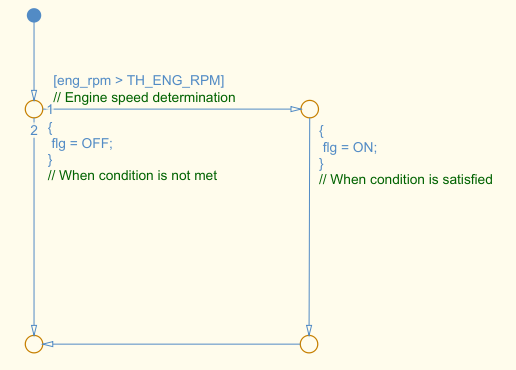 [eng_rpm > TH_ENG_RPM]
// Engine speed determination
1
2
{
flg = OFF;
}
// When condition is not met
{
flg = ON;
}
// When condition is satisfied